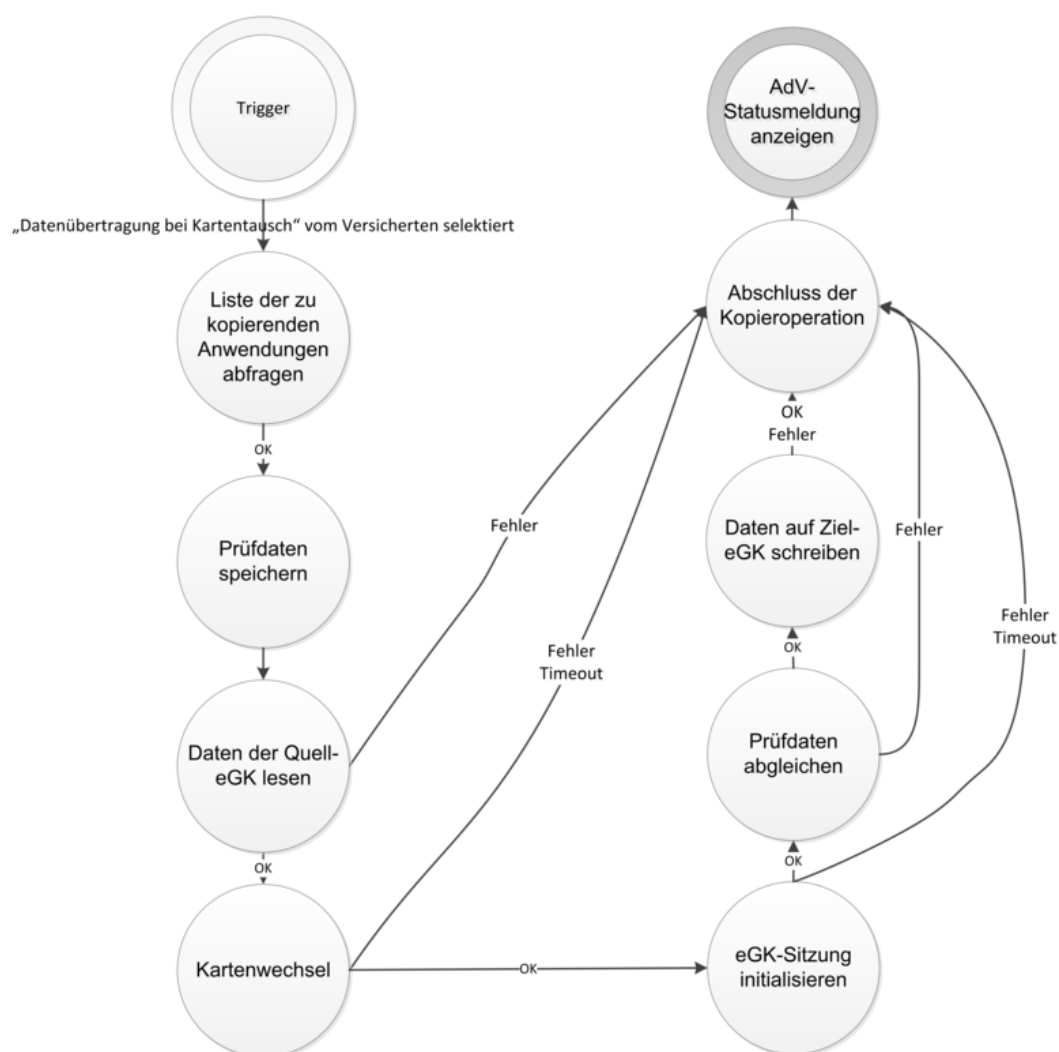 Trigger
„Datenübertragung bei Kartentausch“ vom Versicherten selektiert
Liste der zu
kopierenden
Anwendungen
abfragen
OK
Prüfdaten
speichern
Daten der Quell-
eGK lesen
OK
Kartenwechsel
Fehler
Fehler
Timeout
OK
AdV-
Statusmeldung
anzeigen
Abschluss der
Kopieroperation
OK
Fehler
Daten auf Ziel-
eGK schreiben
Fehler
OK
Fehler
Timeout
Prüfdaten
abgleichen
OK
eGK-Sitzung
initialisieren